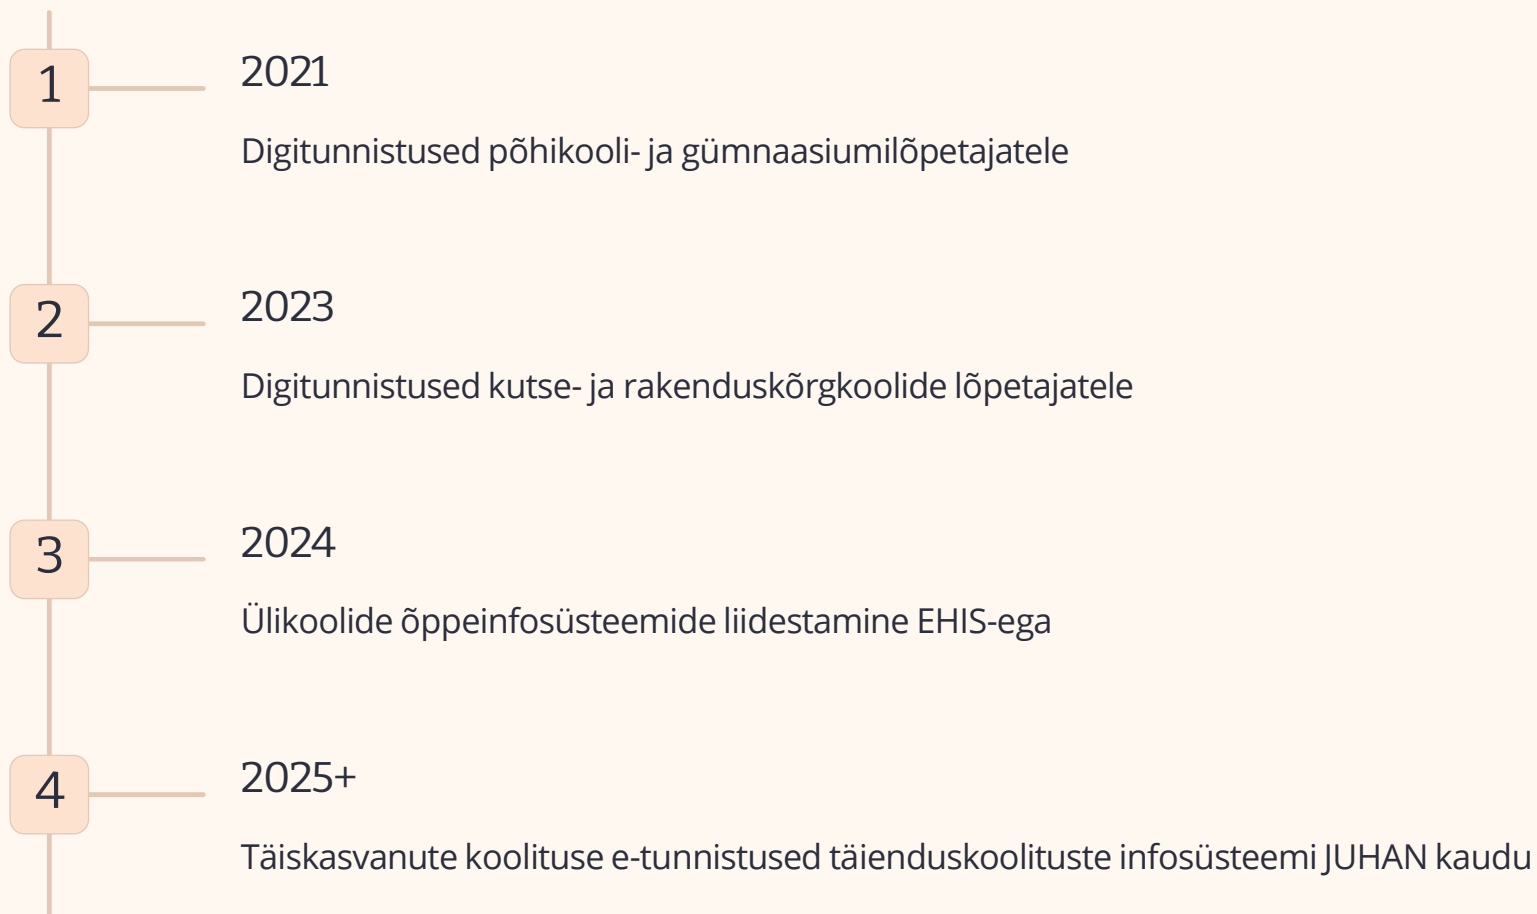 1
2021
Digitunnistused põhikooli- ja gümnaasiumilõpetajatele
2
2023
Digitunnistused kutse- ja rakenduskõrgkoolide lõpetajatele
3
2024
Ülikoolide õppeinfosüsteemide liidestamine EHIS-ega
4
2025+
Täiskasvanute koolituse e-tunnistused täienduskoolituste infosüsteemi JUHAN kaudu